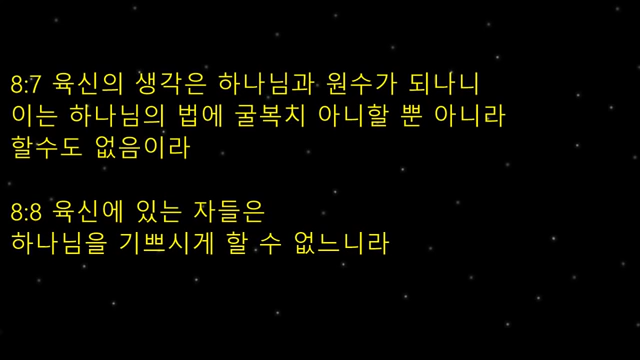 8:7 육신의 생각은 하나님과 원수가 되나니
이는 하나님의 법에 굴복치 아니할 뿐 아니라
할수도 없음이라
8:8 육신에 있는 자들은
하나님을 기쁘시게 할 수 없느니라